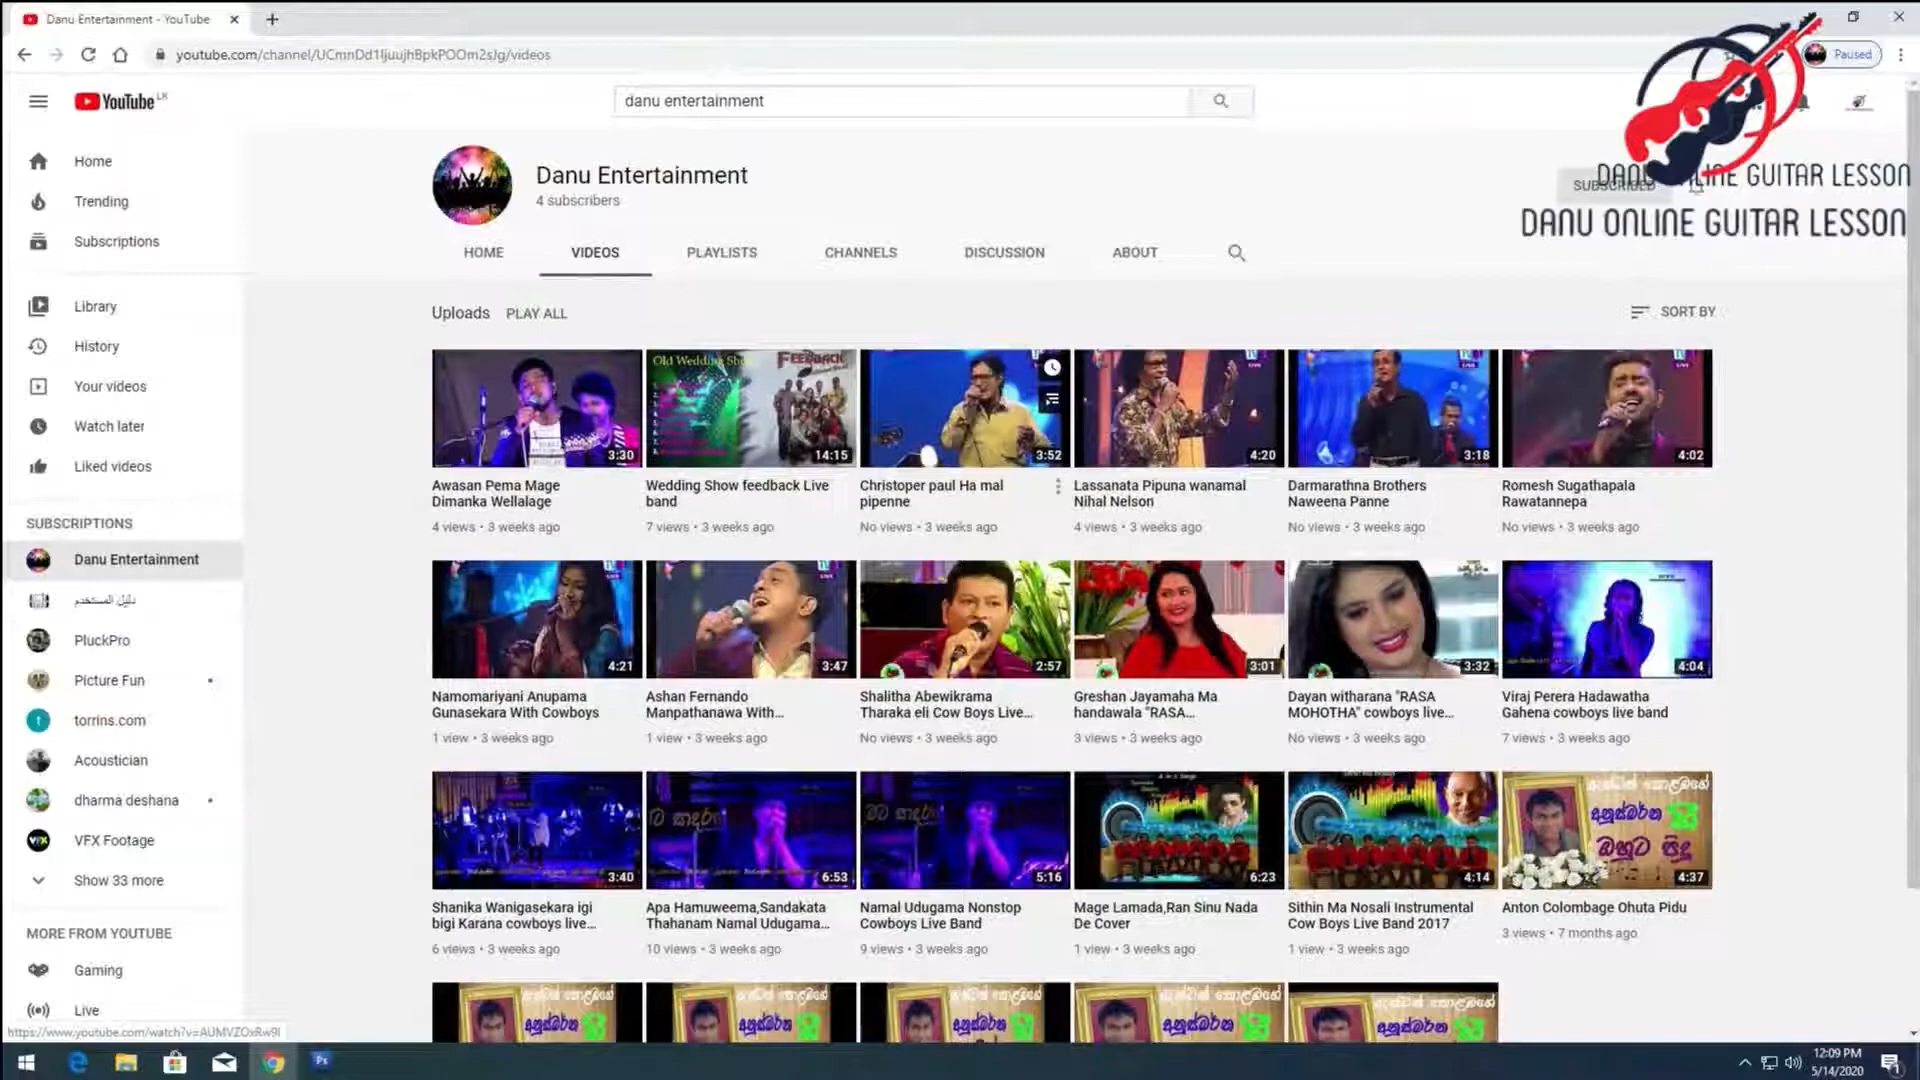 Danu Entertainment - YouTube
youtube.com/channel/UCmnDd1IjuujhBpkPOOm2sJg/videos
Paused
YouTube LK
danu entertainment
Home
Trending
Subscriptions
Library
History
Your videos
Watch later
Liked videos
SUBSCRIPTIONS
Danu Entertainment
دليل المستخدم
PluckPro
Picture Fun
torrins.com
Acoustician
dharma deshana
VFX Footage
Show 33 more
MORE FROM YOUTUBE
Gaming
Live
https://www.youtube.com/watch?v=AUMVZOxRw9I
Danu Entertainment
4 subscribers
SUBSCRIBED
DANU ONLINE GUITAR LESSON
DANU ONLINE GUITAR LESSON
HOME VIDEOS PLAYLISTS CHANNELS DISCUSSION ABOUT
Uploads PLAY ALL SORT BY
Old Wedding Sho
FEEDBACK
3:30 14:15 3:52 4:20 3:18 4:02
Awasan Pema Mage
Dimanka Wellalage
4 views • 3 weeks ago
Wedding Show feedback Live
band
7 views • 3 weeks ago
Christoper paul Ha mal
pipenne
No views • 3 weeks ago
Lassanata Pipuna wanamal
Nihal Nelson
4 views • 3 weeks ago
Darmarathna Brothers
Naweena Panne
No views • 3 weeks ago
Romesh Sugathapala
Rawatannepa
No views • 3 weeks ago
4:21 3:47 2:57 3:01 3:32 4:04
Namomariyani Anupama
Gunasekara With Cowboys
1 view • 3 weeks ago
Ashan Fernando
Manpathanawa With...
1 view • 3 weeks ago
Shalitha Abewikrama
Tharaka eli Cow Boys Live...
No views • 3 weeks ago
Greshan Jayamaha Ma
handawala "RASA...
3 views • 3 weeks ago
Dayan witharana "RASA
MOHOTHA" cowboys live...
No views • 3 weeks ago
Viraj Perera Hadawatha
Gahena cowboys live band
7 views • 3 weeks ago
3:40 6:53 5:16 6:23 4:14 4:37
Shanika Wanigasekara igi
bigi Karana cowboys live...
6 views • 3 weeks ago
Apa Hamuweema,Sandakata
Thahanam Namal Udugama...
10 views • 3 weeks ago
Namal Udugama Nonstop
Cowboys Live Band
9 views • 3 weeks ago
Mage Lamada,Ran Sinu Nada
De Cover
1 view • 3 weeks ago
Sithin Ma Nosali Instrumental
Cow Boys Live Band 2017
1 view • 3 weeks ago
Anton Colombage Ohuta Pidu
3 views • 7 months ago
12:09 PM
5/14/2020